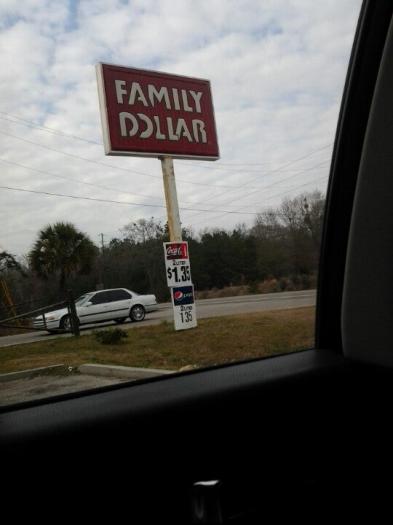 FAMILY
DOLLAR
Coca-Cola
2 LITER
$1.35
pepsi
2 LITER
1.35